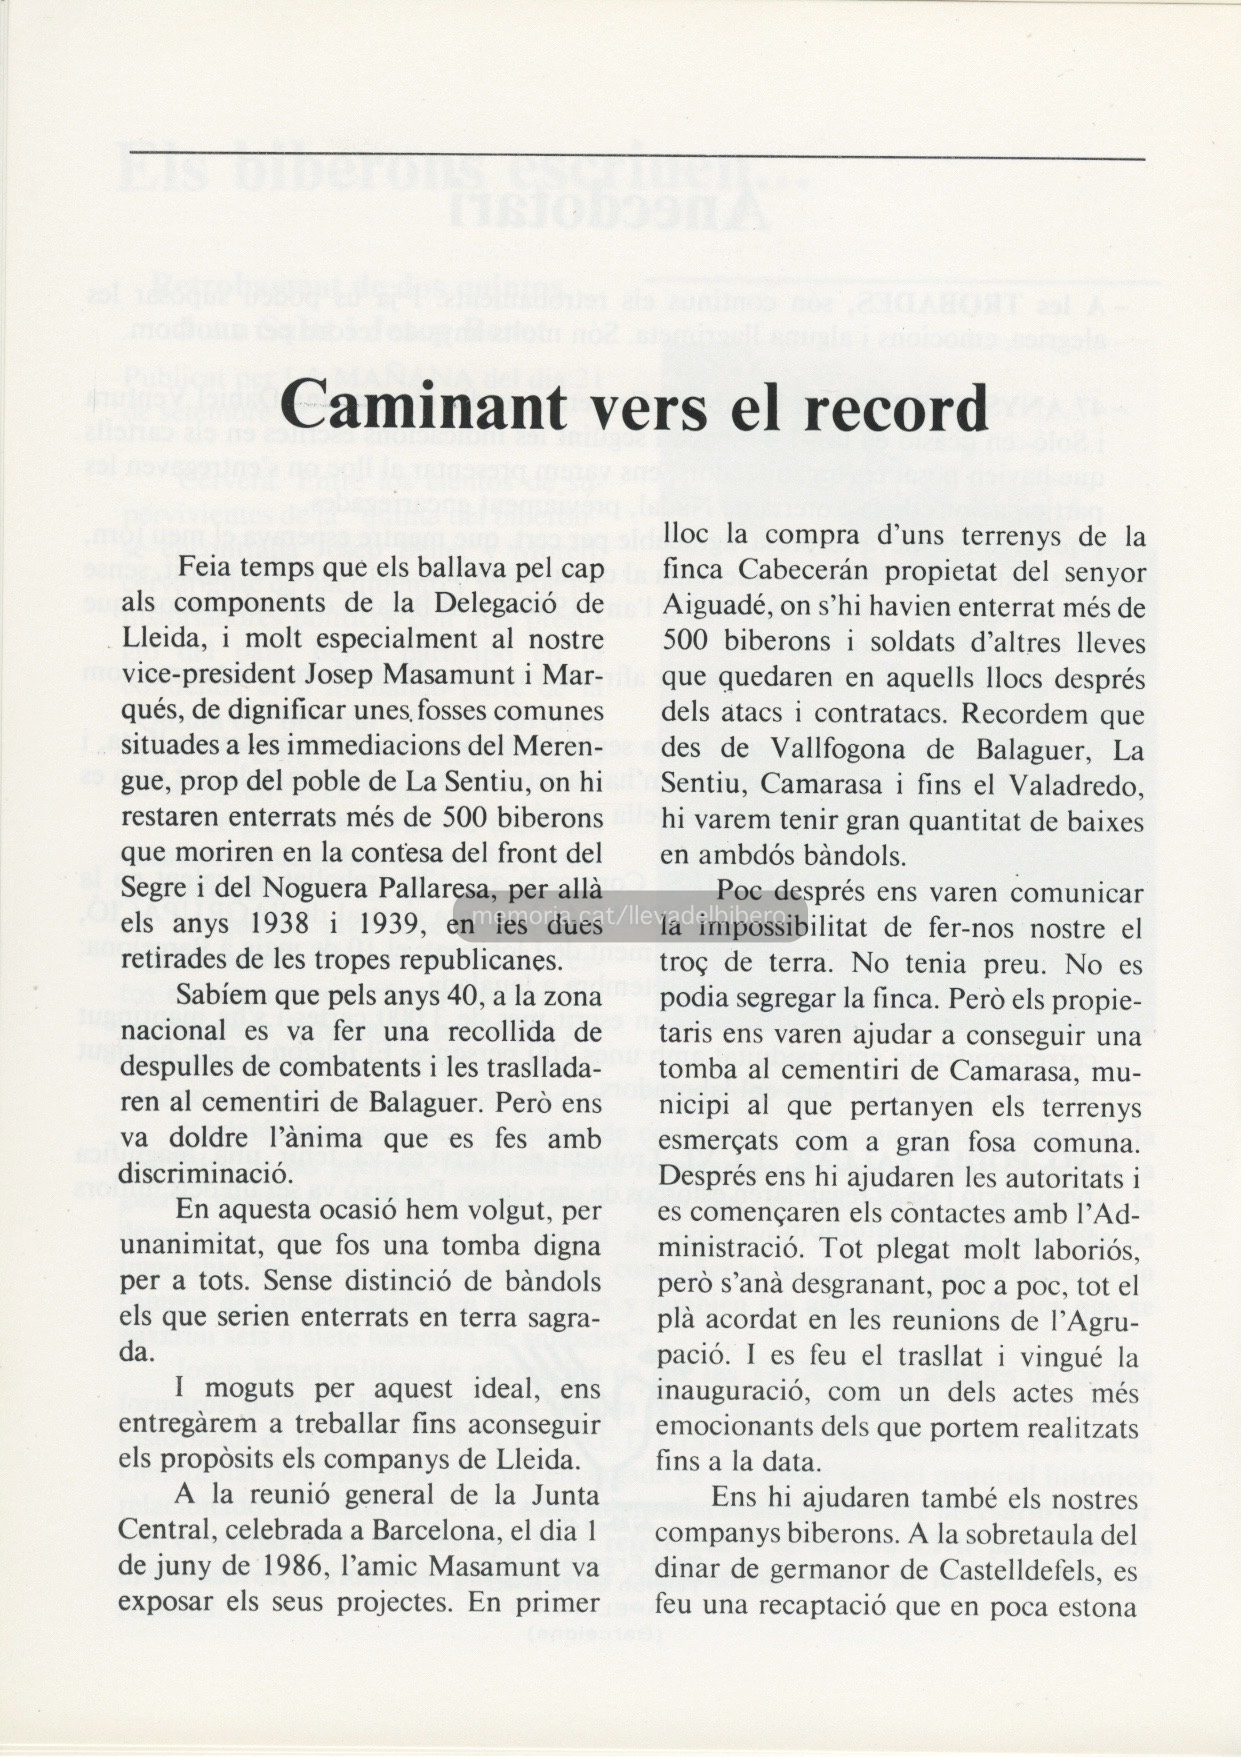 Caminant vers el record
Feia temps que els ballava pel cap
als components de la Delegació de
Lleida, i molt especialment al nostre
vice-president Josep Masamunt i Mar-
qués, de dignificar unes fosses comunes
situades a les immediacions del Meren-
gue, prop del poble de La Sentiu, on hi
restaren enterrats més de 500 biberons
que moriren en la contesa del front del
Segre i del Noguera Pallaresa, per allà
els anys 1938 i 1939, en les dues
retirades de les tropes republicanes.
Sabíem que pels anys 40, a la zona
nacional es va fer una recollida de
despulles de combatents i les traslada-
ren al cementiri de Balaguer. Però ens
va doldre l'ànima que es fes amb
discriminació.
En aquesta ocasió hem volgut, per
unanimitat, que fos una tomba digna
per a tots. Sense distinció de bàndols
els que serien enterrats en terra sagra-
da.
I moguts per aquest ideal, ens
entregàrem a treballar fins aconseguir
els propòsits els companys de Lleida.
A la reunió general de la Junta
Central, celebrada a Barcelona, el dia 1
de juny de 1986, l'amic Masamunt va
exposar els seus projectes. En primer
lloc la compra d'uns terrenys de la
finca Cabecerán propietat del senyor
Aiguadé, on s'hi havien enterrat més de
500 biberons i soldats d'altres lleves
que quedaren en aquells llocs després
dels atacs i contratacs. Recordem que
des de Vallfogona de Balaguer, La
Sentiu, Camarasa i fins el Valadredo,
hi varem tenir gran quantitat de baixes
en ambdós bàndols.
Poc després ens varen comunicar
la impossibilitat de fer-nos nostre el
troç de terra. No tenia preu. No es
podia segregar la finca. Però els propie-
taris ens varen ajudar a conseguir una
tomba al cementiri de Camarasa, mu-
nicipi al que pertanyen els terrenys
esmerçats com a gran fosa comuna.
Després ens hi ajudaren les autoritats i
es començaren els contactes amb l'Ad-
ministració. Tot plegat molt laboriós,
però s'anà desgranant, poc a poc, tot el
plà acordat en les reunions de l'Agru-
pació. I es feu el trasllat i vingué la
inauguració, com un dels actes més
emocionants dels que portem realitzats
fins a la data.
Ens hi ajudaren també els nostres
companys biberons. A la sobretaula del
dinar de germanor de Castelldefels, es
feu una recaptació que en poca estona
memoria.cat/llevadelbibero